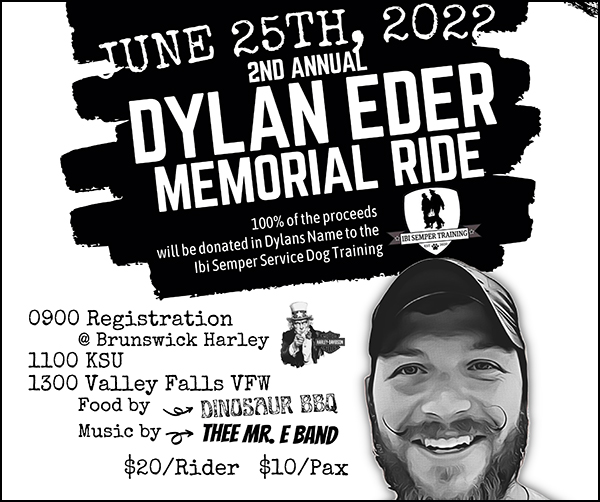 JUNE 25TH, 2022
2ND ANNUAL
DYLAN EDER
MEMORIAL RIDE
100% of the proceeds
will be donated in Dylans Name to the
Ibi Semper Service Dog Training
IBI SEMPER TRAINING
0900 Registration
@ Brunswick Harley
HARLEY-DAVIDSON
1100 KSU
1300 Valley Falls VFW
Food by DINOSAUR BBQ
Music by THEE MR. E BAND
$20/Rider $10/Pax